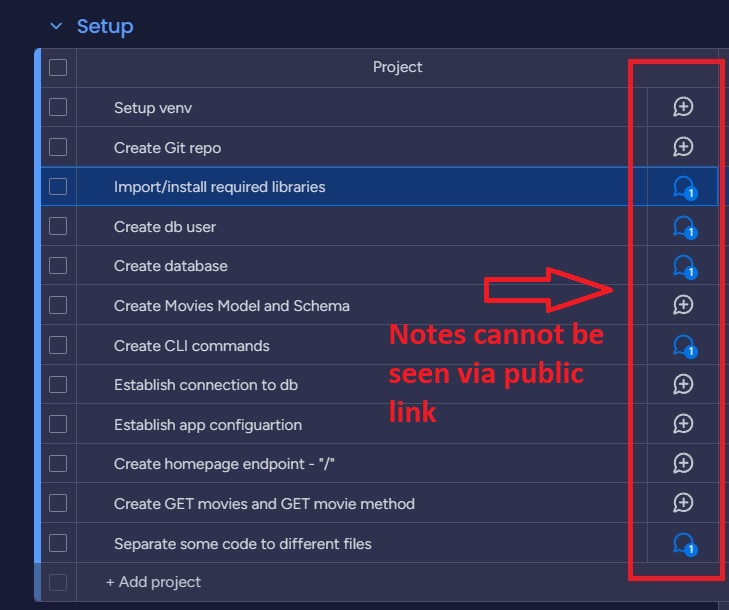 Setup
Project
Setup venv
Create Git repo
Import/install required libraries
1
Create db user
1
Create database
1
Create Movies Model and Schema
Create CLI commands
1
Notes cannot be
seen via public
link
Establish connection to db
Establish app configuartion
Create homepage endpoint - "/"
Create GET movies and GET movie method
Separate some code to different files
1
+ Add project